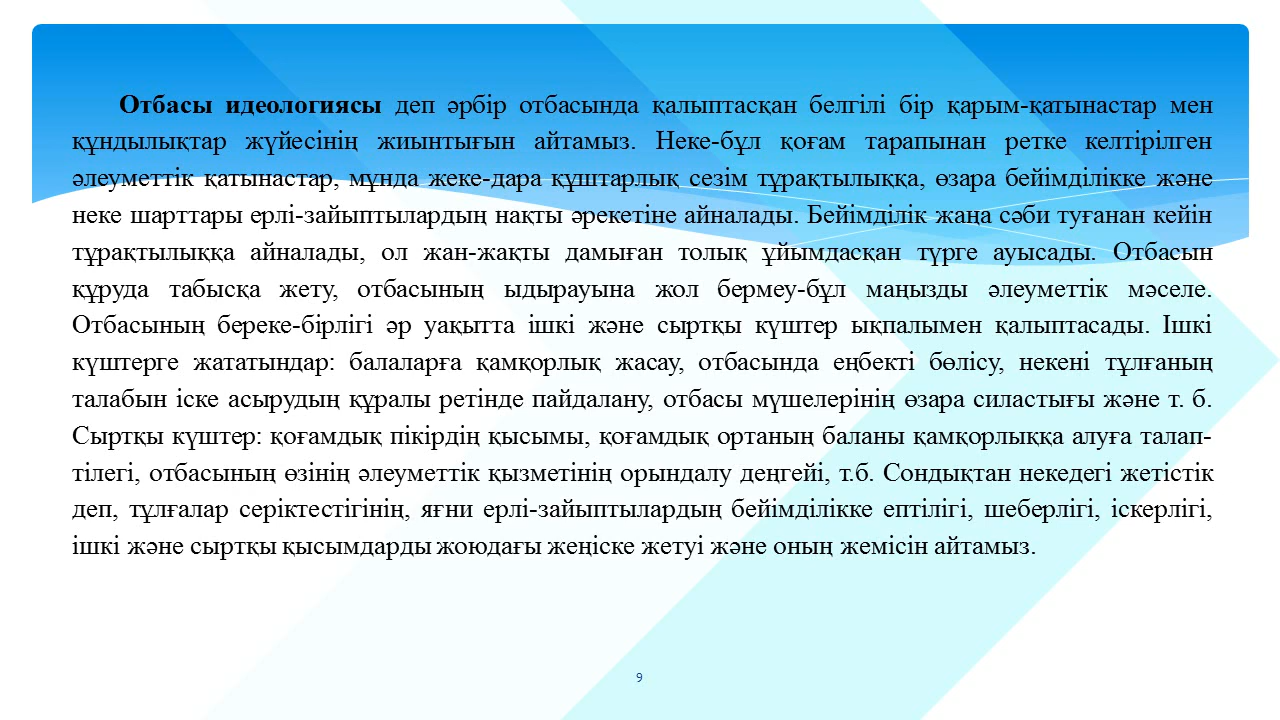 Отбасы идеологиясы деп әрбір отбасында қалыптасқан белгілі бір қарым-қатынастар мен
құндылықтар жүйесінің жиынтығын айтамыз. Неке-бұл қоғам тарапынан ретке келтірілген
әлеуметтік қатынастар, мұнда жеке-дара құштарлық сезім тұрақтылыққа, өзара бейімділікке және
неке шарттары ерлі-зайыптылардың нақты әрекетіне айналады. Бейімділік жаңа сәби туғанан кейін
тұрақтылыққа айналады, ол жан-жақты дамыған толық ұйымдасқан түрге ауысады. Отбасын
құруда табысқа жету, отбасының ыдырауына жол бермеу-бұл маңызды әлеуметтік мәселе.
Отбасының береке-бірлігі әр уақытта ішкі және сыртқы күштер ықпалымен қалыптасады. Ішкі
күштерге жататындар: балаларға қамқорлық жасау, отбасында еңбекті бөлісу, некені тұлғаның
талабын іске асырудың құралы ретінде пайдалану, отбасы мүшелерінің өзара силастығы және т. б.
Сыртқы күштер: қоғамдық пікірдің қысымы, қоғамдық ортаның баланы қамқорлыққа алуға талап-
тілегі, отбасының өзінің әлеуметтік қызметінің орындалу деңгейі, т.б. Сондықтан некедегі жетістік
деп, тұлғалар серіктестігінің, яғни ерлі-зайыптылардың бейімділікке ептілігі, шеберлігі, іскерлігі,
ішкі және сыртқы қысымдарды жоюдағы жеңіске жетуі және оның жемісін айтамыз.
9